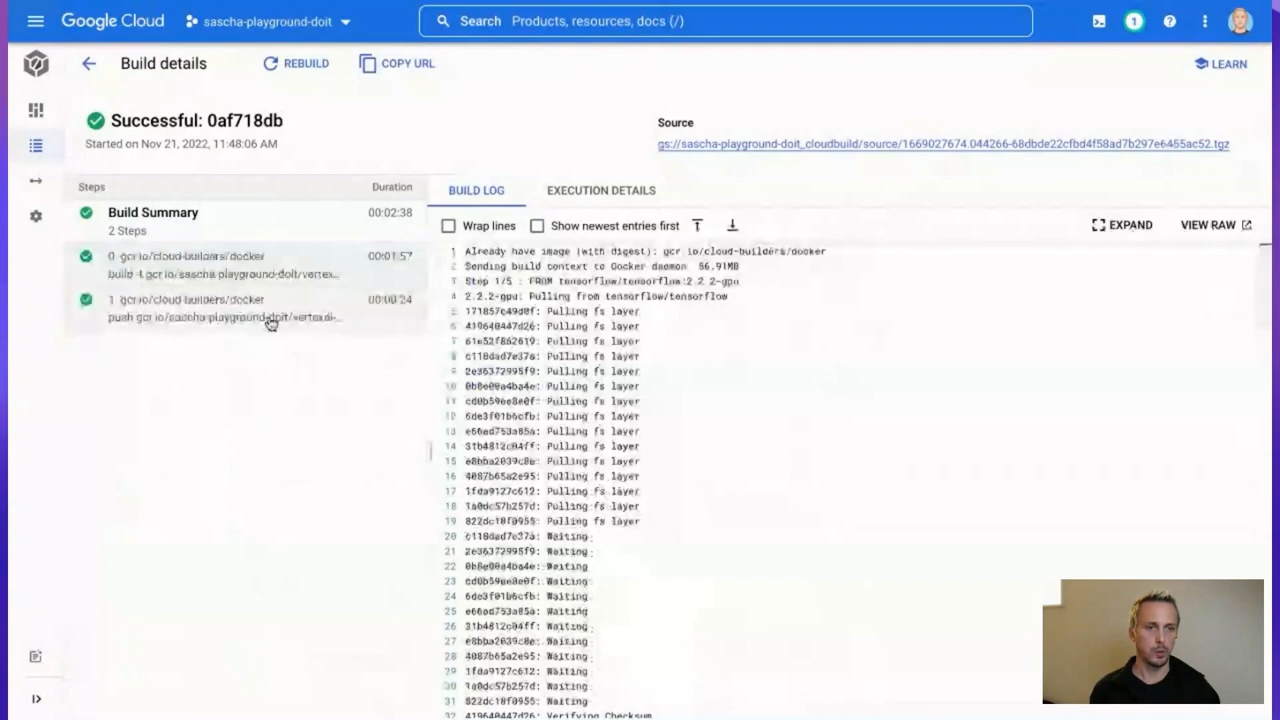 Google Cloud
sascha-playground-doit
Search Products, resources, docs (/)
1
Build details
REBUILD
COPY URL
LEARN
Successful: 0af718db
Started on Nov 21, 2022, 11:48:06 AM
Source
gs://sascha-playground-doit_cloudbuild/source/1669027674.044266-68dbde22cfbd4f58ad7b297e6455ac52.tgz
Steps
Duration
Build Summary
00:02:38
2 Steps
0 gcr.io/cloud-builders/docker
00:01:57
build -t gcr.io/sascha-playground-doit/vertex...
1 gcr.io/cloud-builders/docker
00:00:24
push gcr.io/sascha-playground-doit/vertexai-...
BUILD LOG
EXECUTION DETAILS
Wrap lines
Show newest entries first
EXPAND
VIEW RAW
1 Already have image (with digest): gcr.io/cloud-builders/docker
2 Sending build context to Docker daemon 66.91MB
3 Step 1/5 : FROM tensorflow/tensorflow:2.2.2-gpu
4 2.2.2-gpu: Pulling from tensorflow/tensorflow
5 171857c49d0f: Pulling fs layer
6 419640447d26: Pulling fs layer
7 61e52f862619: Pulling fs layer
8 c118dad7e37a: Pulling fs layer
9 2e36372995f9: Pulling fs layer
10 0b8e00a4ba4e: Pulling fs layer
11 cd0b59ee8e0f: Pulling fs layer
12 6de3f01b6cfb: Pulling fs layer
13 e66ad753a85a: Pulling fs layer
14 31b4812c04ff: Pulling fs layer
15 e8bba2039c8e: Pulling fs layer
16 4087b65a2e95: Pulling fs layer
17 1fda9127c612: Pulling fs layer
18 1a0dc57b257d: Pulling fs layer
19 822dc18f0955: Pulling fs layer
20 c118dad7e37a: Waiting
21 2e36372995f9: Waiting
22 0b8e00a4ba4e: Waiting
23 cd0b59ee8e0f: Waiting
24 6de3f01b6cfb: Waiting
25 e66ad753a85a: Waiting
26 31b4812c04ff: Waiting
27 e8bba2039c8e: Waiting
28 4087b65a2e95: Waiting
29 1fda9127c612: Waiting
30 1a0dc57b257d: Waiting
31 822dc18f0955: Waiting
32 419640447d26: Verifying Checksum